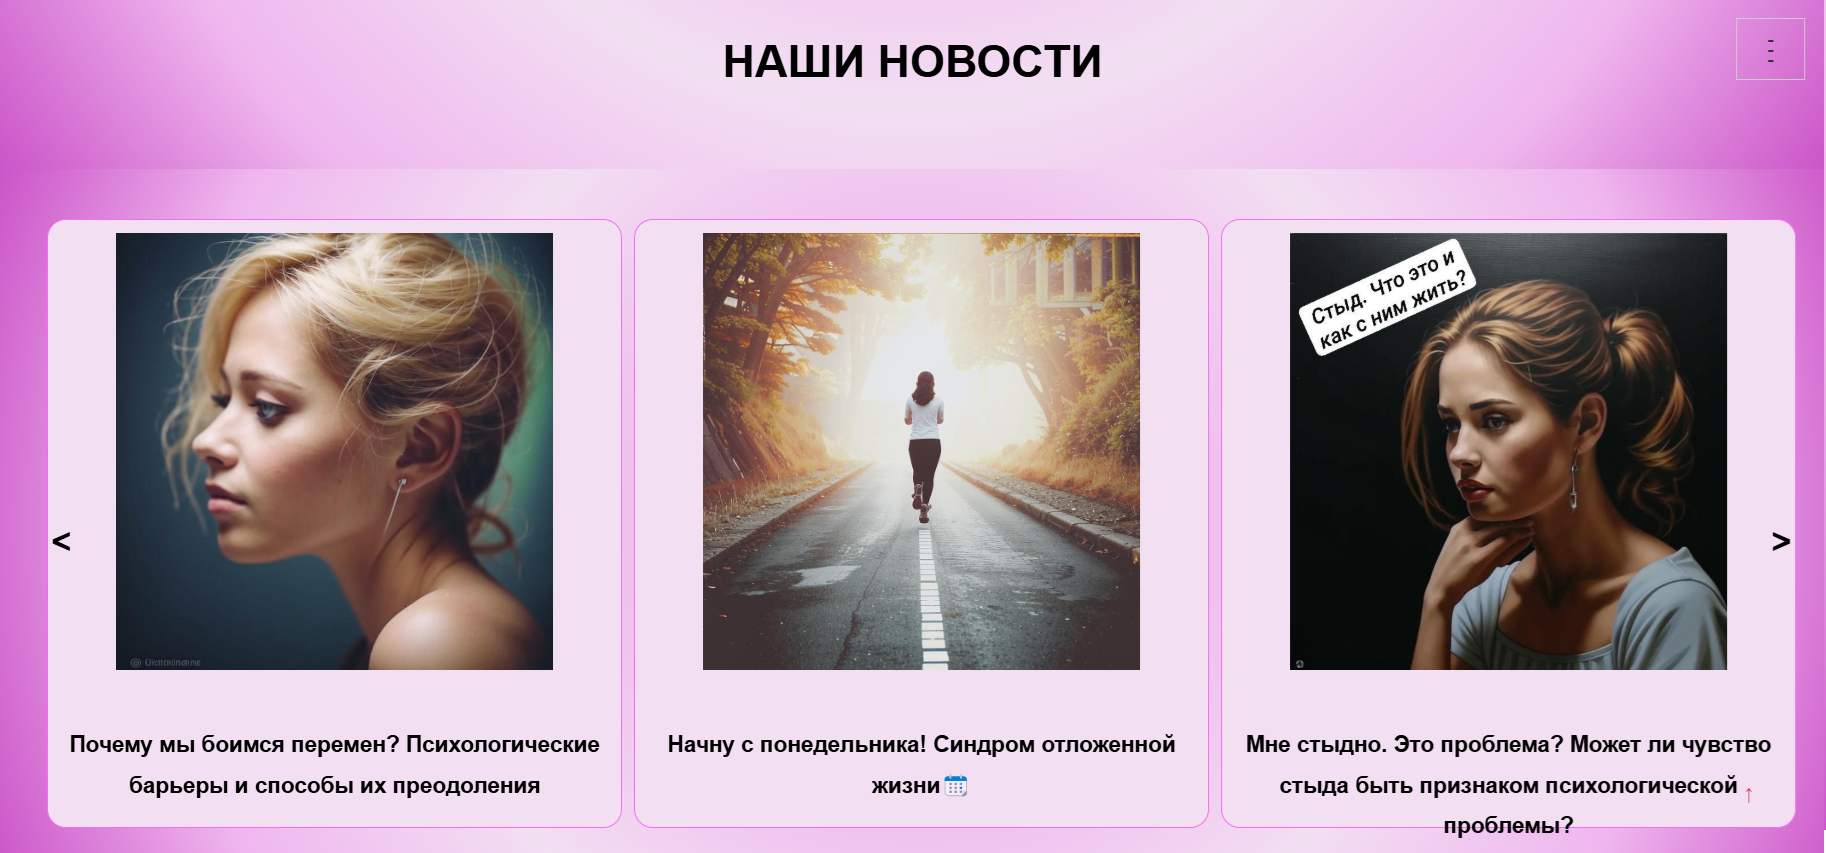 НАШИ НОВОСТИ
Стыд. Что это и
как с ним жить?
<
>
Почему мы боимся перемен? Психологические
барьеры и способы их преодоления
Начну с понедельника! Синдром отложенной
жизни
Мне стыдно. Это проблема? Может ли чувство
стыда быть признаком психологической ↑
проблемы?